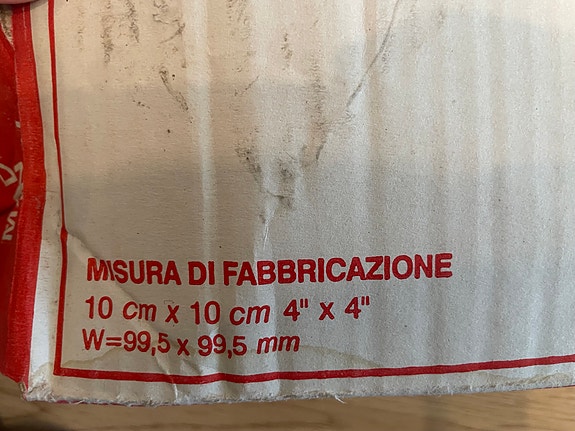 MISURA DI FABBRICAZIONE
10 cm x 10 cm 4" x 4"
W=99,5 x 99,5 mm